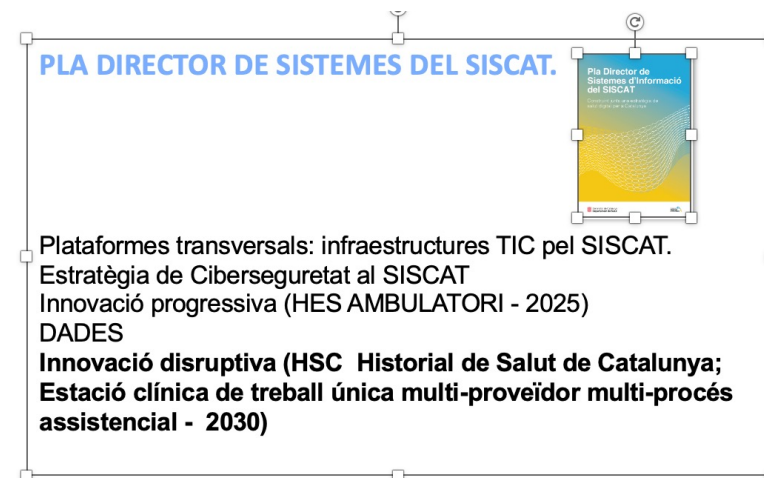 PLA DIRECTOR DE SISTEMES DEL SISCAT.
Pla Director de
Sistemes d'Informació
del SISCAT
Plataformes transversals: infraestructures TIC pel SISCAT.
Estratègia de Ciberseguretat al SISCAT
Innovació progressiva (HES AMBULATORI - 2025)
DADES
Innovació disruptiva (HSC  Historial de Salut de Catalunya;
Estació clínica de treball única multi-proveïdor multi-procés
assistencial -  2030)